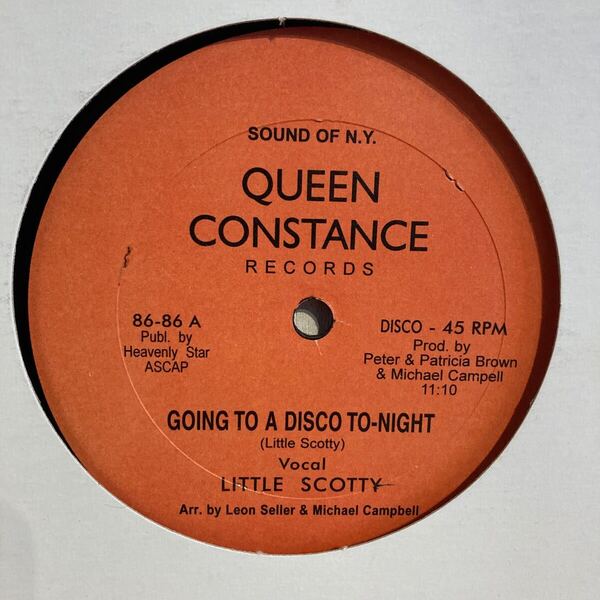 SOUND OF N.Y.
QUEEN
CONSTANCE
RECORDS
86-86 A
Publ. by
Heavenly Star
ASCAP
DISCO - 45 RPM
Prod. by
Peter & Patricia Brown
& Michael Campell
11:10
GOING TO A DISCO TO-NIGHT
(Little Scotty)
Vocal
LITTLE SCOTTY
Arr. by Leon Seller & Michael Campbell